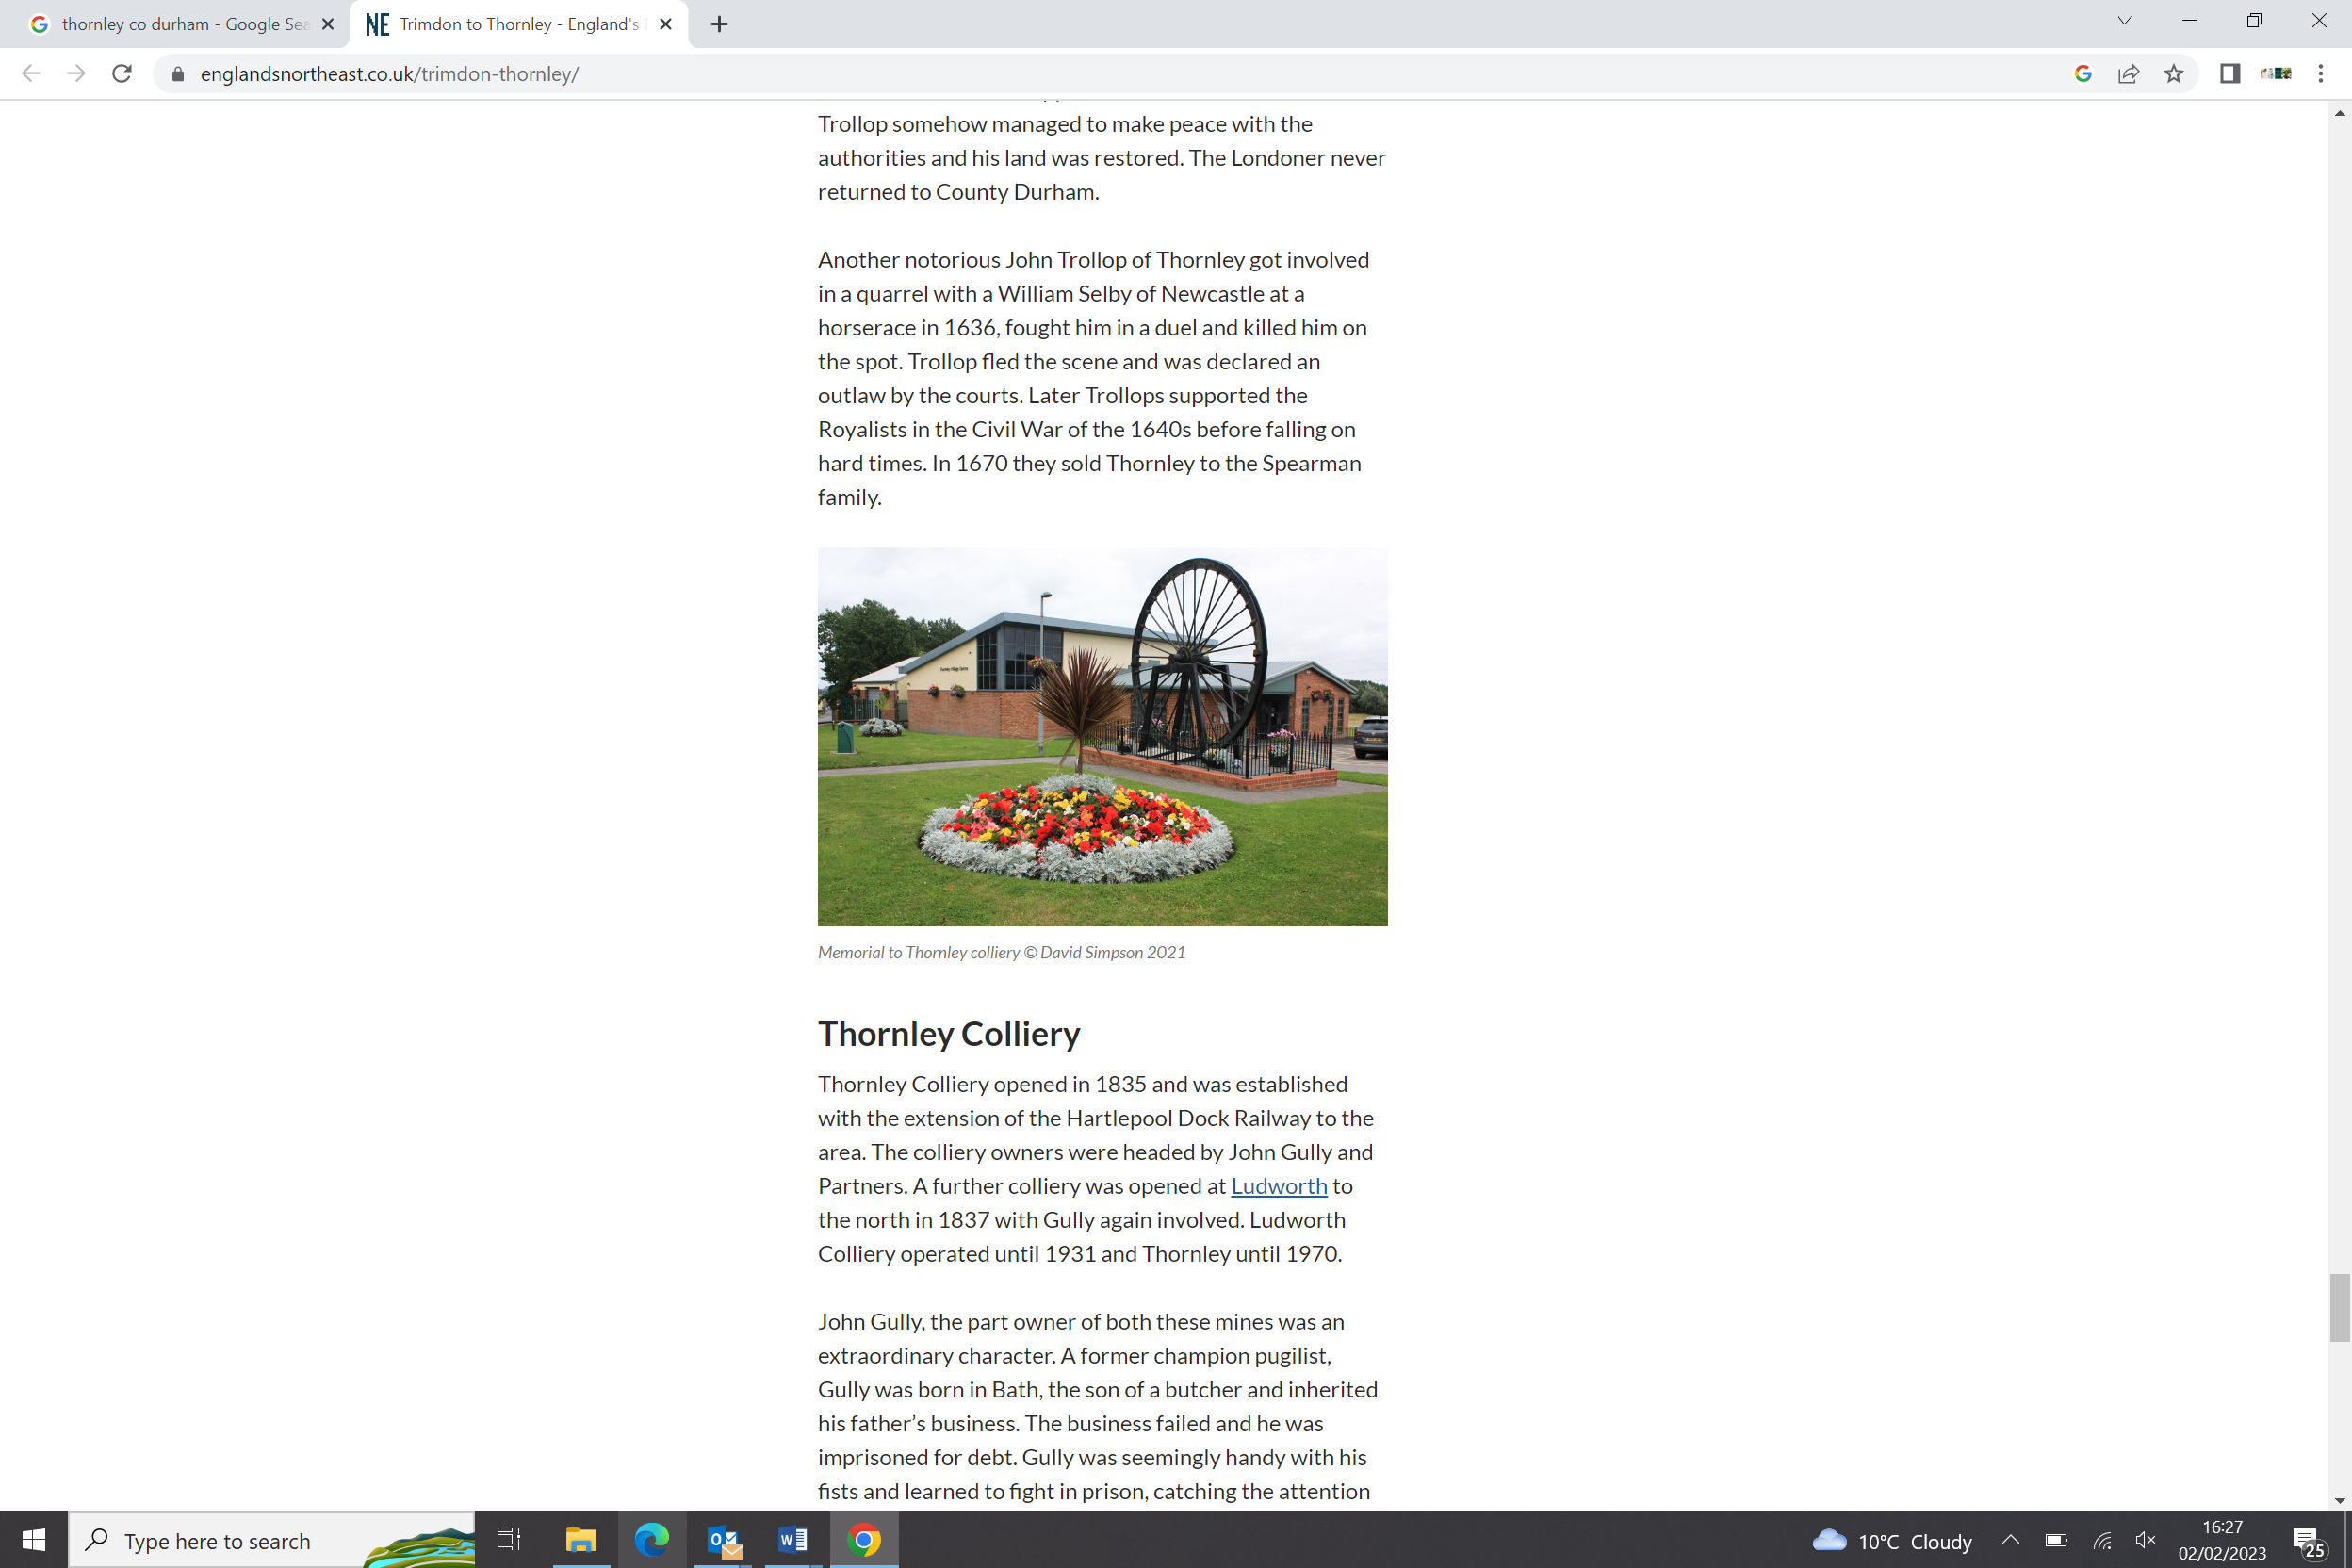 thornley co durham - Google Sea
Trimdon to Thornley - England's
englandsnortheast.co.uk/trimdon-thornley/
Trollop somehow managed to make peace with the
authorities and his land was restored. The Londoner never
returned to County Durham.
Another notorious John Trollop of Thornley got involved
in a quarrel with a William Selby of Newcastle at a
horserace in 1636, fought him in a duel and killed him on
the spot. Trollop fled the scene and was declared an
outlaw by the courts. Later Trollops supported the
Royalists in the Civil War of the 1640s before falling on
hard times. In 1670 they sold Thornley to the Spearman
family.
Thornley Village Centre
Memorial to Thornley colliery © David Simpson 2021
Thornley Colliery
Thornley Colliery opened in 1835 and was established
with the extension of the Hartlepool Dock Railway to the
area. The colliery owners were headed by John Gully and
Partners. A further colliery was opened at Ludworth to
the north in 1837 with Gully again involved. Ludworth
Colliery operated until 1931 and Thornley until 1970.
John Gully, the part owner of both these mines was an
extraordinary character. A former champion pugilist,
Gully was born in Bath, the son of a butcher and inherited
his father’s business. The business failed and he was
imprisoned for debt. Gully was seemingly handy with his
fists and learned to fight in prison, catching the attention
Type here to search
10°C Cloudy
16:27
02/02/2023
25